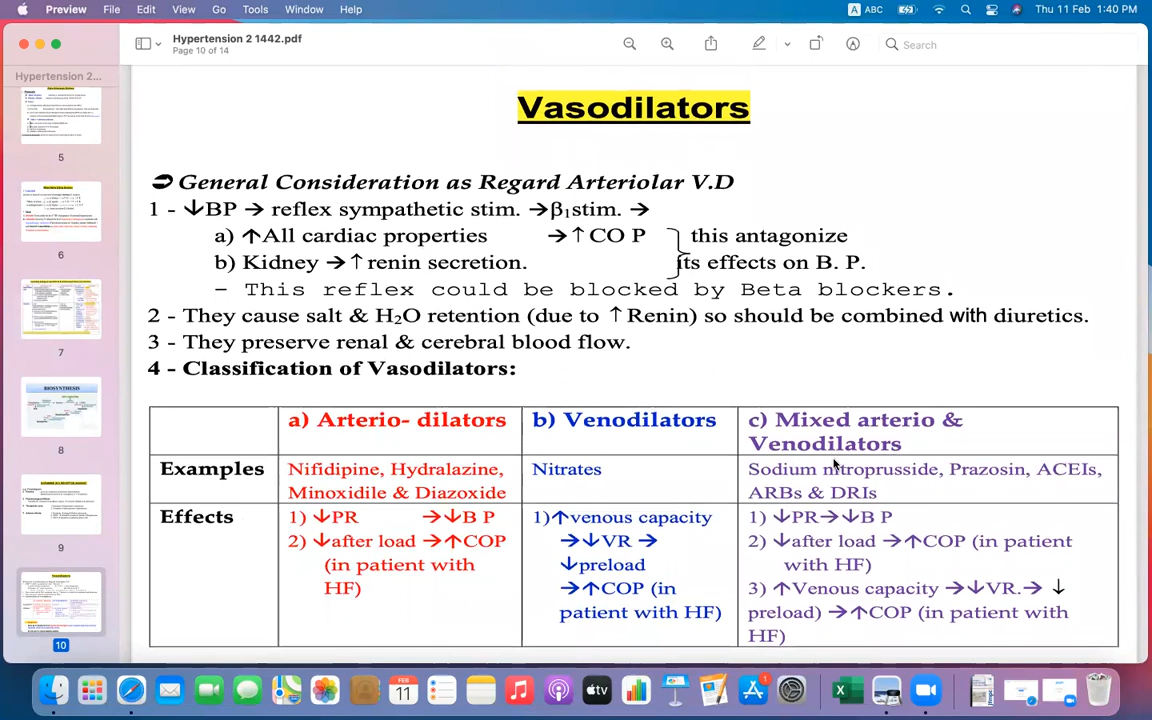 Preview File Edit View Go Tools Window Help A ABC Thu 11 Feb 1:40 PM
Hypertension 2 1442.pdf
Page 10 of 14
Search
Hypertension 2...
5
6
7
BIOSYNTHESIS
8
9
10
Vasodilators
➲ General Consideration as Regard Arteriolar V.D
1 - ↓BP → reflex sympathetic stim. →β₁stim. →
a) ↑All cardiac properties →↑CO P this antagonize
b) Kidney →↑renin secretion. its effects on B. P.
– This reflex could be blocked by Beta blockers.
2 - They cause salt & H₂O retention (due to ↑Renin) so should be combined with diuretics.
3 - They preserve renal & cerebral blood flow.
4 - Classification of Vasodilators:
a) Arterio- dilators b) Venodilators c) Mixed arterio &
Venodilators
Examples Nifidipine, Hydralazine, Nitrates Sodium nitroprusside, Prazosin, ACEIs,
Minoxidile & Diazoxide ARBs & DRIs
Effects 1) ↓PR →↓B P 1)↑venous capacity 1) ↓PR→↓B P
2) ↓after load →↑COP →↓VR → 2) ↓after load →↑COP (in patient
(in patient with ↓preload with HF)
HF) →↑COP (in 3) ↑Venous capacity →↓VR.→ ↓
patient with HF) preload) →↑COP (in patient with
HF)
FEB
11
tv
1